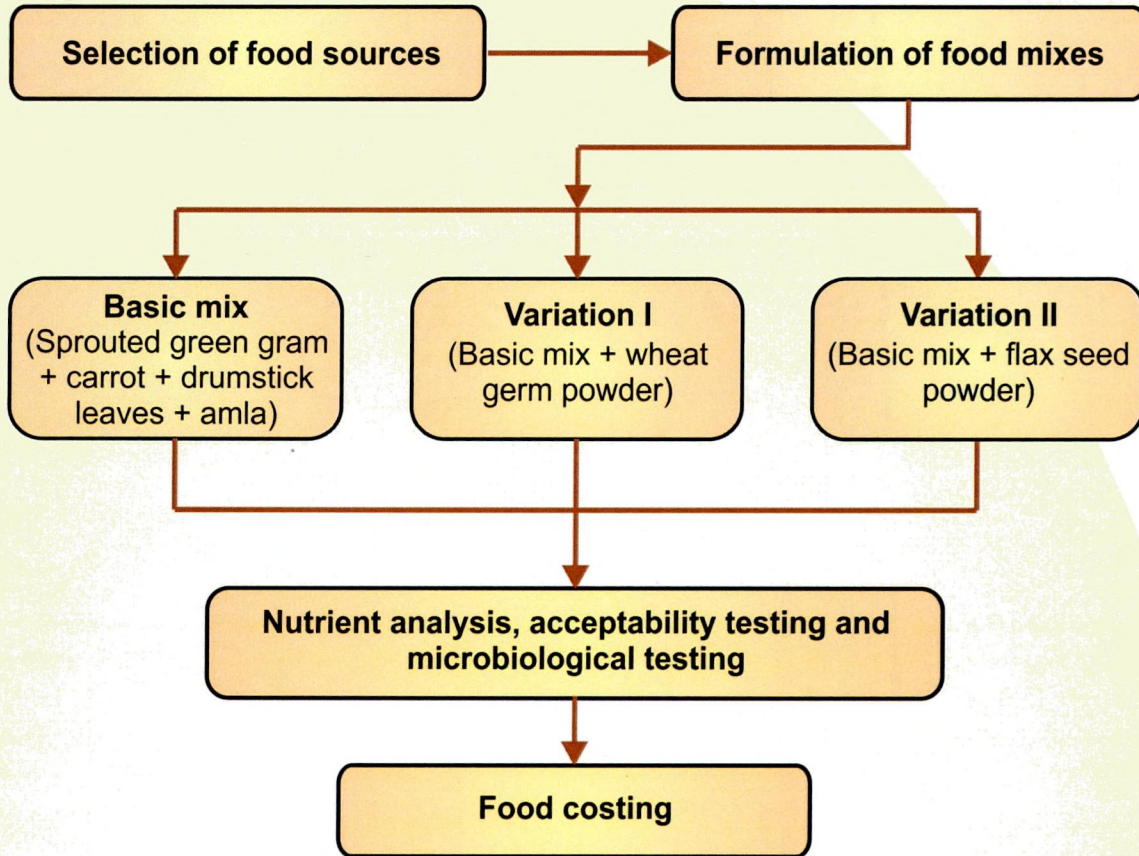 Selection of food sources
Formulation of food mixes
Basic mix
(Sprouted green gram
+ carrot + drumstick
leaves + amla)
Variation I
(Basic mix + wheat
germ powder)
Variation II
(Basic mix + flax seed
powder)
Nutrient analysis, acceptability testing and
microbiological testing
Food costing